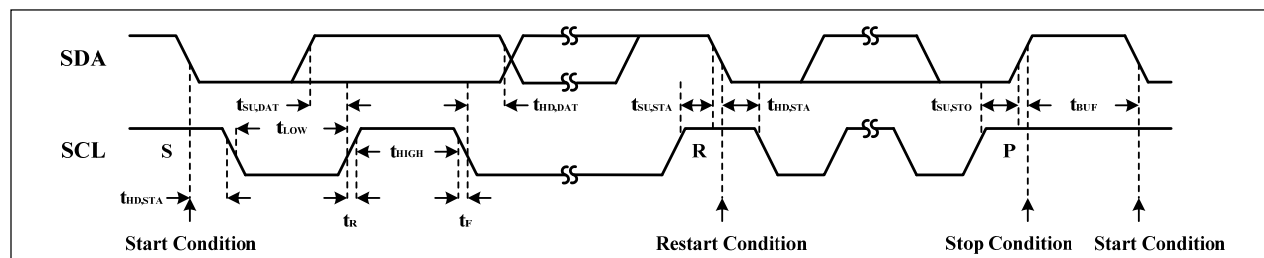 SDA
tSU,DAT
tHD,DAT
tSU,STA
tHD,STA
tSU,STO
tBUF
tLOW
SCL
S
tHIGH
R
P
tHD,STA
tR
tF
Start Condition
Restart Condition
Stop Condition
Start Condition